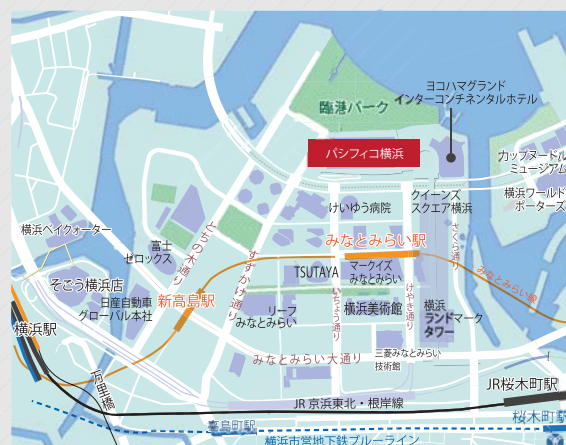 臨港パーク
ヨコハマグランド
インターコンチネンタルホテル
パシフィコ横浜
カップヌードル
ミュージアム
横浜ワールド
ポーターズ
けいゆう病院
クイーンズ
スクエア横浜
さくら通り
横浜ベイクォーター
とちの木通り
すずかけ通り
富士
ゼロックス
みなとみらい駅
みなとみらい線
そごう横浜店
日産自動車
グローバル本社
新高島駅
TSUTAYA
マークイズ
みなとみらい
リーフ
みなとみらい
いちょう通り
横浜美術館
けやき通り
横浜
ランドマーク
タワー
横浜駅
みなとみらい大通り
三菱みなとみらい
技術館
万里橋
JR 京浜東北・根岸線
JR桜木町駅
高島町駅
桜木町駅
横浜市営地下鉄ブルーライン